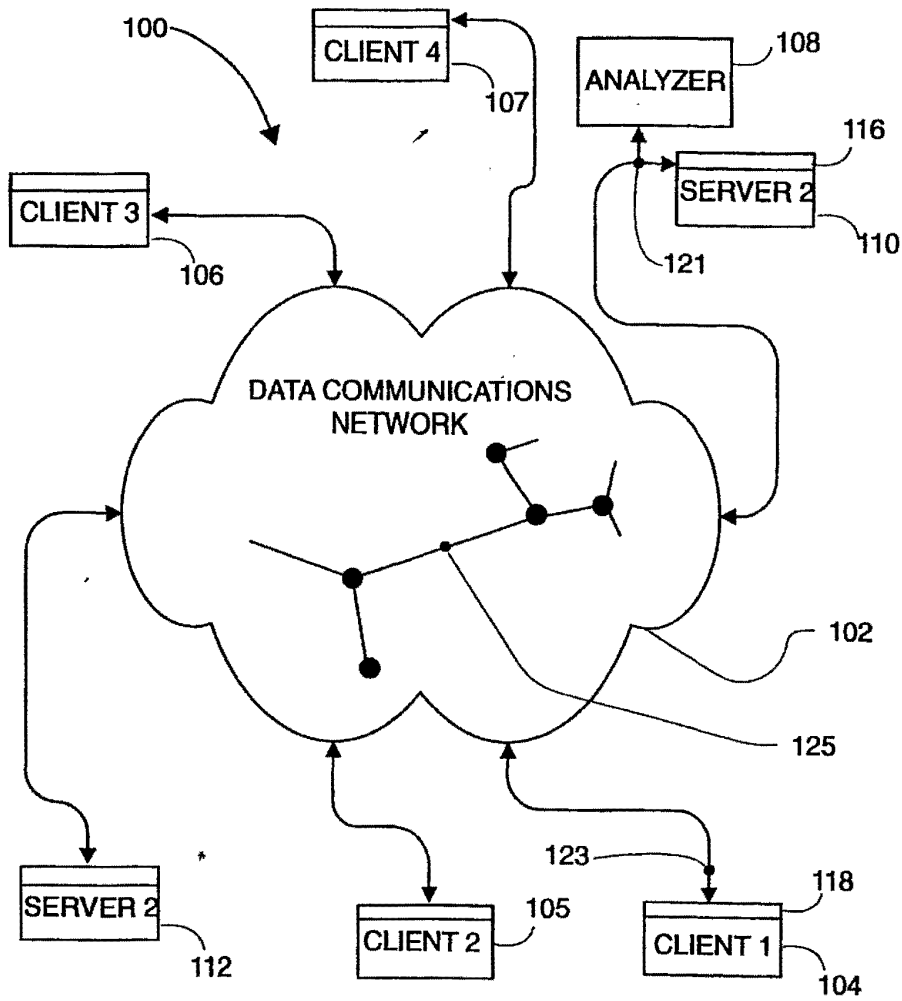 100
CLIENT 4
107
ANALYZER
108
116
SERVER 2
110
121
CLIENT 3
106
DATA COMMUNICATIONS
NETWORK
102
125
123
SERVER 2
112
CLIENT 2
105
118
CLIENT 1
104